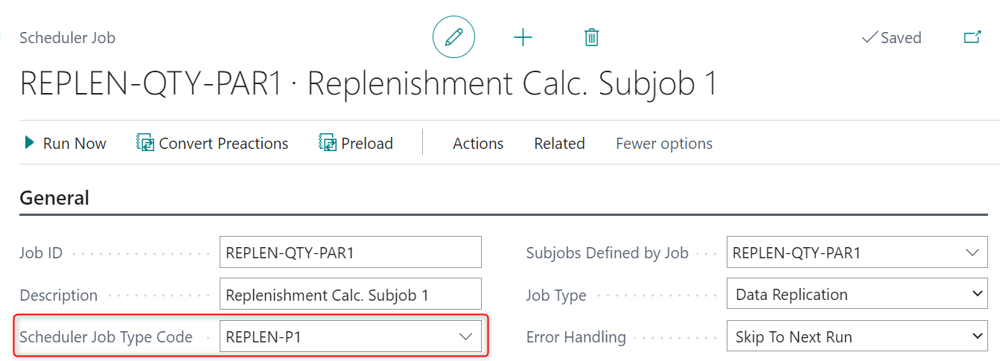 Scheduler Job
Saved
REPLEN-QTY-PAR1 · Replenishment Calc. Subjob 1
Run Now Convert Preactions Preload Actions Related Fewer options
General
Job ID REPLEN-QTY-PAR1
Subjobs Defined by Job REPLEN-QTY-PAR1
Description Replenishment Calc. Subjob 1
Job Type Data Replication
Scheduler Job Type Code REPLEN-P1
Error Handling Skip To Next Run